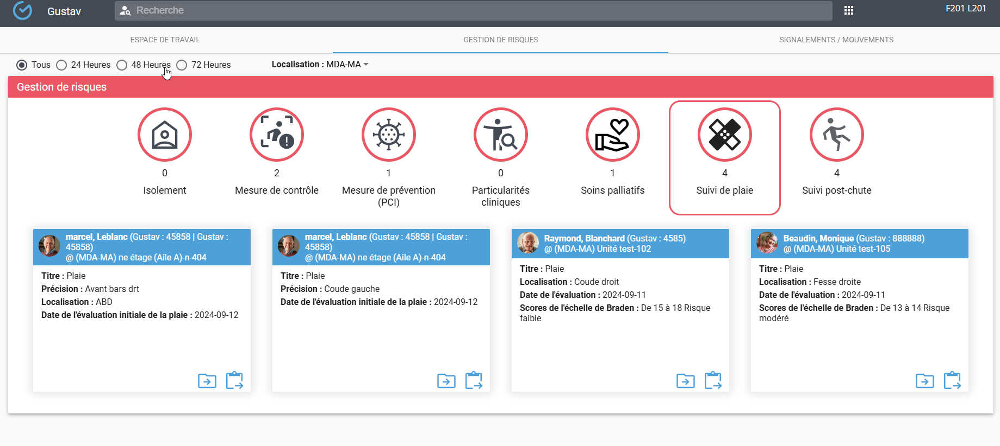 Gustav
Recherche
F201 L201
ESPACE DE TRAVAIL
GESTION DE RISQUES
SIGNALEMENTS / MOUVEMENTS
Tous
24 Heures
48 Heures
72 Heures
Localisation : MDA-MA
Gestion de risques
0
Isolement
2
Mesure de contrôle
1
Mesure de prévention
(PCI)
0
Particularités
cliniques
1
Soins palliatifs
4
Suivi de plaie
4
Suivi post-chute
marcel, Leblanc (Gustav : 45858 | Gustav :
45858)
@ (MDA-MA) ne étage (Aile A)-n-404
Titre : Plaie
Précision : Avant bars drt
Localisation : ABD
Date de l'évaluation initiale de la plaie : 2024-09-12
marcel, Leblanc (Gustav : 45858 | Gustav :
45858)
@ (MDA-MA) ne étage (Aile A)-n-404
Titre : Plaie
Précision : Coude gauche
Date de l'évaluation initiale de la plaie : 2024-09-12
Raymond, Blanchard (Gustav : 4585)
@ (MDA-MA) Unité test-102
Titre : Plaie
Localisation : Coude droit
Date de l'évaluation : 2024-09-11
Scores de l'échelle de Braden : De 15 à 18 Risque
faible
Beaudin, Monique (Gustav : 888888)
@ (MDA-MA) Unité test-105
Titre : Plaie
Localisation : Fesse droite
Date de l'évaluation : 2024-09-11
Scores de l'échelle de Braden : De 13 à 14 Risque
modéré